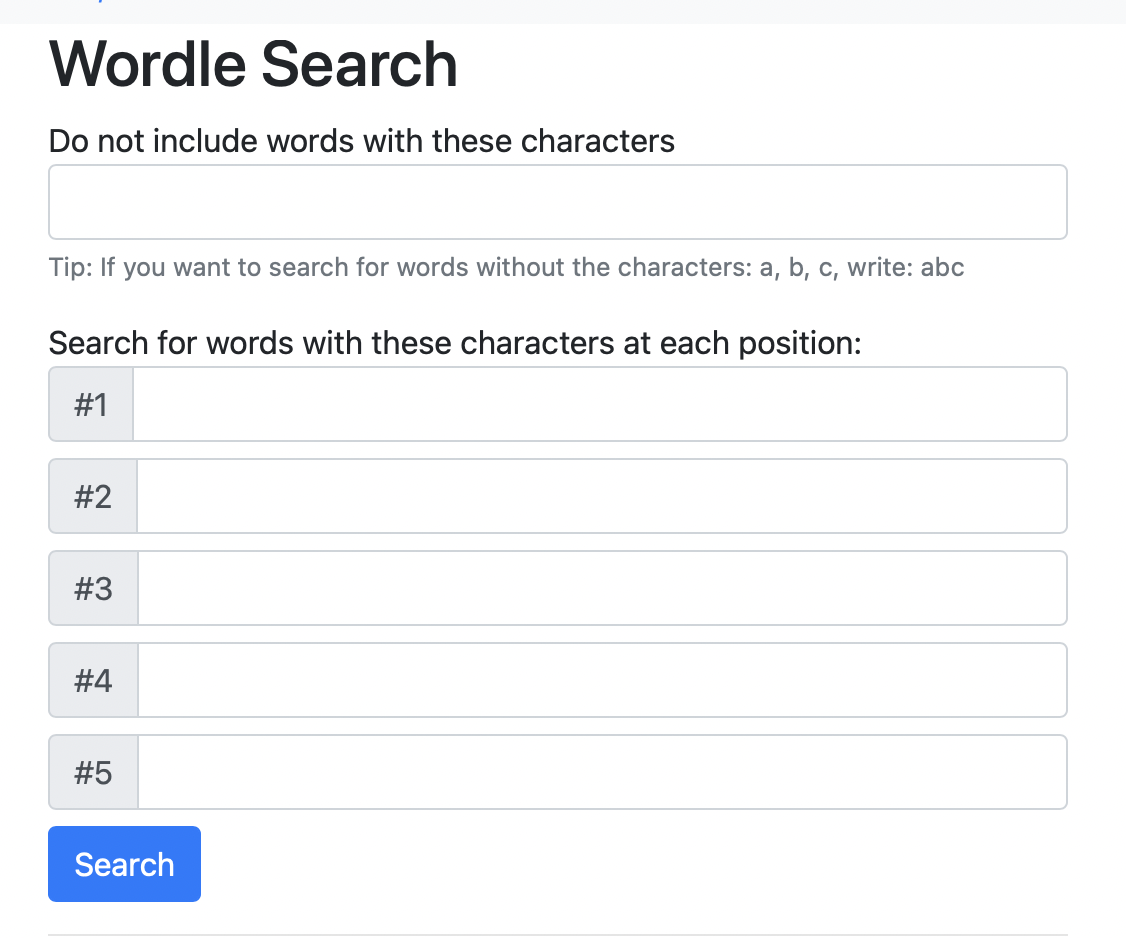 Wordle Search
Do not include words with these characters
Tip: If you want to search for words without the characters: a, b, c, write: abc
Search for words with these characters at each position:
#1
#2
#3
#4
#5
Search